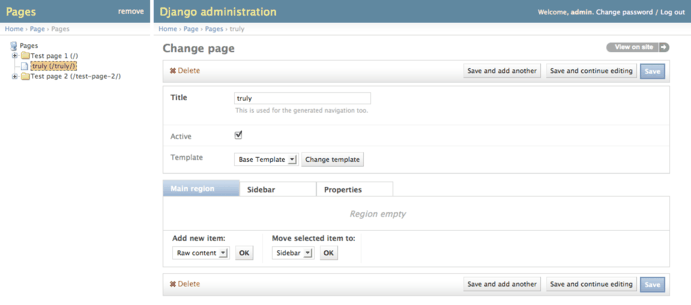 Pages
remove
Home › Page › Pages
Pages
Test page 1 (/)
truly (/truly/)
Test page 2 (/test-page-2/)
Django administration
Welcome, admin. Change password / Log out
Home › Page › Pages › truly
Change page
View on site
Delete
Save and add another
Save and continue editing
Save
Title
truly
This is used for the generated navigation too.
Active
Template
Base Template
Change template
Main region
Sidebar
Properties
Region empty
Add new item:
Move selected item to:
Raw content
OK
Sidebar
OK
Delete
Save and add another
Save and continue editing
Save